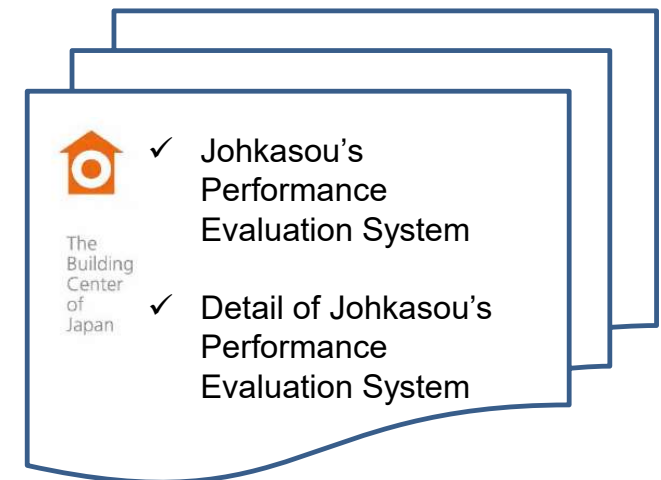 ✓ Johkasou's
Performance
Evaluation System
The
Building
Center
of
Japan
✓ Detail of Johkasou's
Performance
Evaluation System